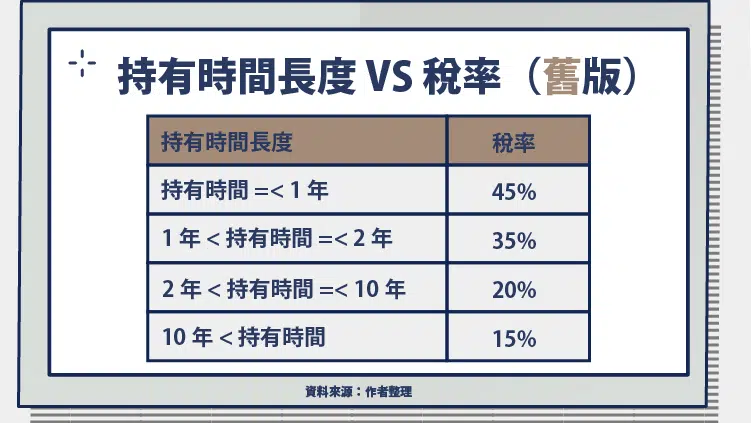 持有時間長度 VS 稅率（舊版）
持有時間長度 稅率
持有時間 =< 1 年 45%
1 年 < 持有時間 =< 2 年 35%
2 年 < 持有時間 =< 10 年 20%
10 年 < 持有時間 15%
資料來源：作者整理